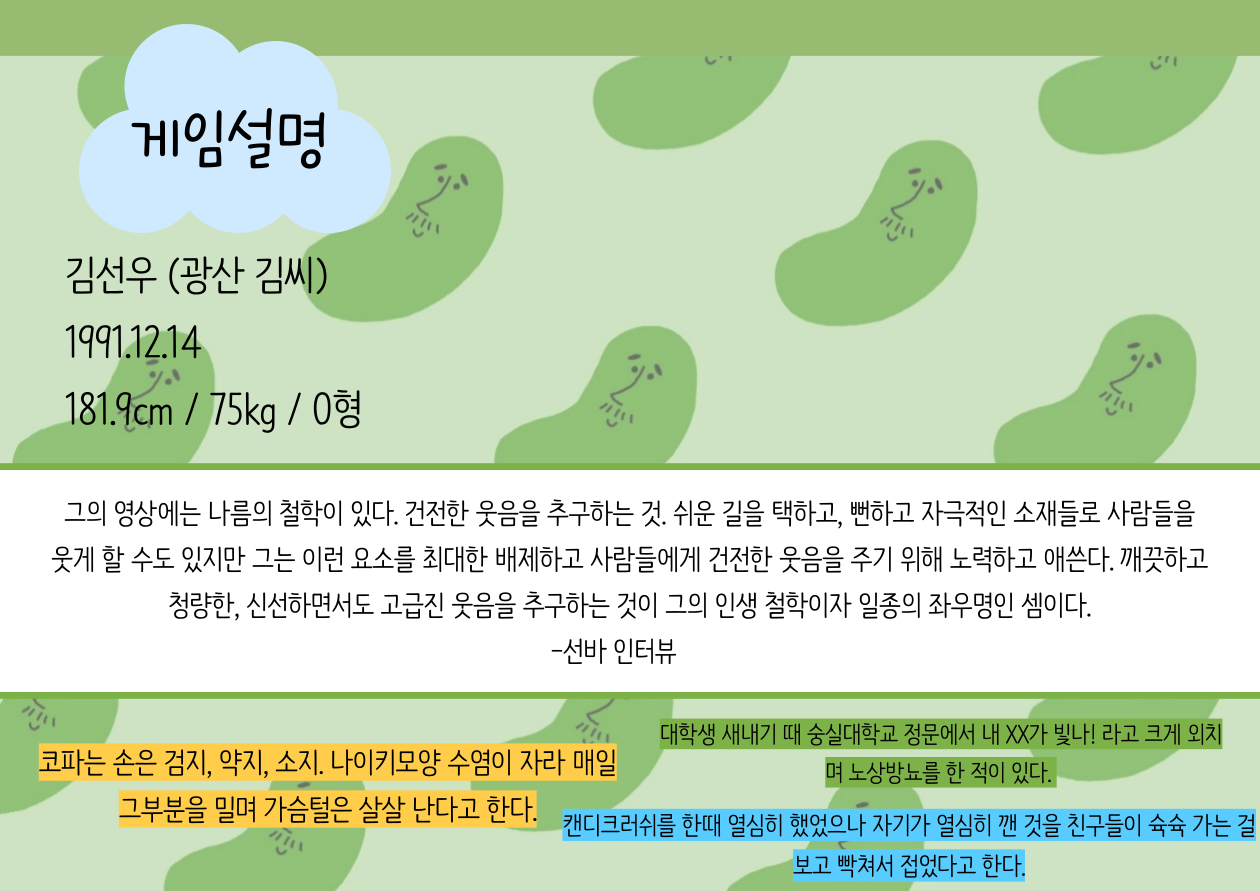 게임설명
김선우 (광산 김씨)
1991.12.14
181.9cm / 75kg / O형
그의 영상에는 나름의 철학이 있다. 건전한 웃음을 추구하는 것. 쉬운 길을 택하고, 뻔하고 자극적인 소재들로 사람들을
웃게 할 수도 있지만 그는 이런 요소를 최대한 배제하고 사람들에게 건전한 웃음을 주기 위해 노력하고 애쓴다. 깨끗하고
청량한, 신선하면서도 고급진 웃음을 추구하는 것이 그의 인생 철학이자 일종의 좌우명인 셈이다.
-선바 인터뷰
코파는 손은 검지, 약지, 소지. 나이키모양 수염이 자라 매일
그부분을 밀며 가슴털은 살살 난다고 한다.
대학생 새내기 때 숭실대학교 정문에서 내 XX가 빛나! 라고 크게 외치
며 노상방뇨를 한 적이 있다.
캔디크러쉬를 한때 열심히 했었으나 자기가 열심히 깬 것을 친구들이 슉슉 가는 걸
보고 빡쳐서 접었다고 한다.